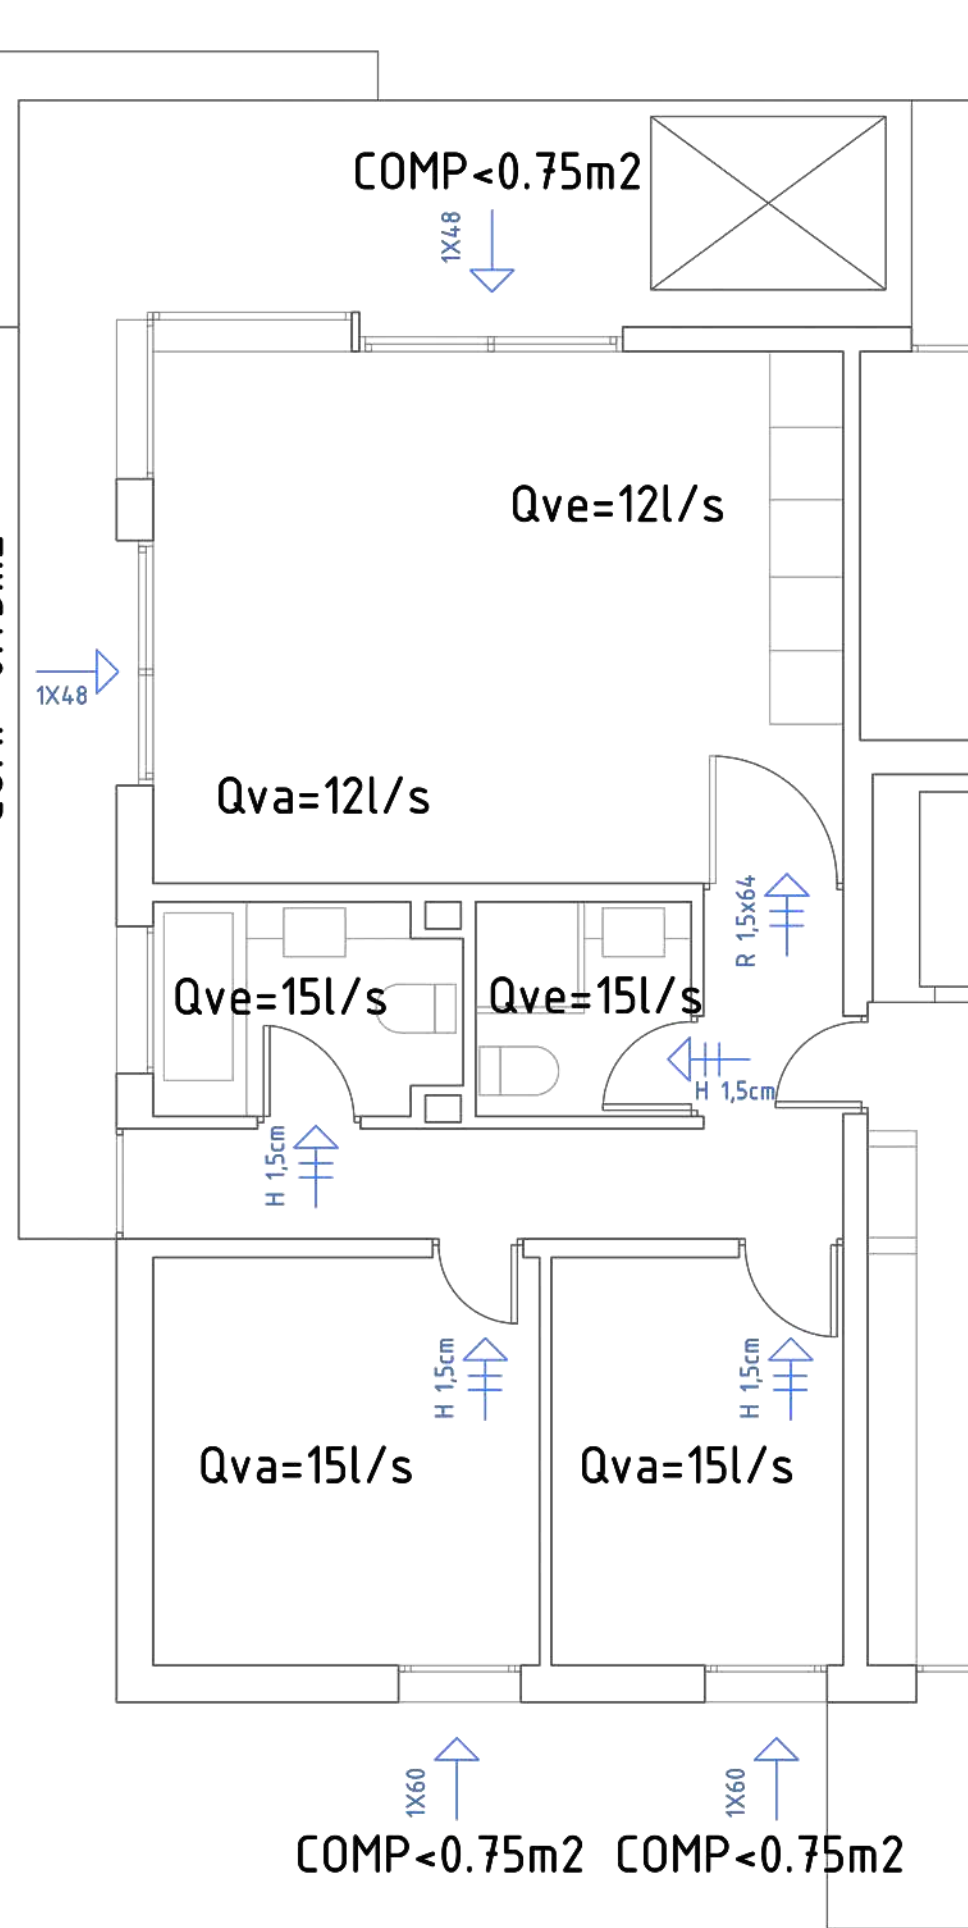 COMP<0.75m2
1X48
Qve=12l/s
1X48
Qva=12l/s
R 1,5x64
Qve=15l/s
Qve=15l/s
H 1,5cm
H 1,5cm
H 1,5cm
H 1,5cm
Qva=15l/s
Qva=15l/s
1X60
1X60
COMP<0.75m2
COMP<0.75m2